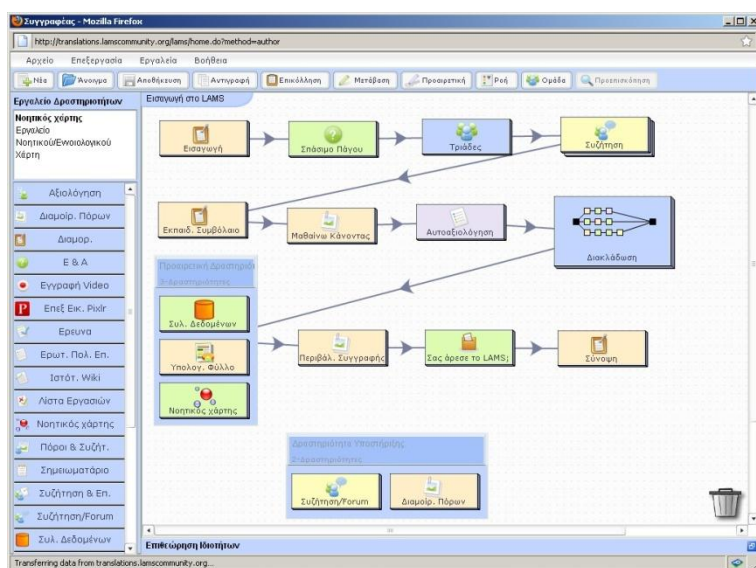 Συγγραφέας - Mozilla Firefox
http://translations.lamscommunity.org/lams/home.do?method=author
Αρχείο Επεξεργασία Εργαλεία Βοήθεια
Νέο Άνοιγμα Αποθήκευση Αντιγραφή Επικόλληση Μετάβαση Προαιρετική Ροή Ομάδα Προεπισκόπηση
Εργαλείο Δραστηριοτήτων
Νοητικός χάρτης
Εργαλείο
Νοητικού/Εννοιολογικού
Χάρτη
Αξιολόγηση
Διαμοίρ. Πόρων
Διαμορ.
Ε & Α
Εγγραφή Video
Επεξ Εικ. Pixlr
Ερευνα
Ερωτ. Πολ. Επ.
Ιστότ. Wiki
Λίστα Εργασιών
Νοητικός χάρτης
Πόροι & Συζήτ.
Σημειωματάριο
Συζήτηση & Επ.
Συζήτηση/Forum
Συλ. Δεδομένων
Εισαγωγή στο LAMS
Εισαγωγή
Σπάσιμο Πάγου
Τριάδες
Συζήτηση
Εκπαιδ. Συμβόλαιο
Μαθαίνω Κάνοντας
Αυτοαξιολόγηση
Διακλάδωση
Προαιρετική Δραστηριό
3-Δραστηριότητες
Συλ. Δεδομένων
Υπολογ. Φύλλο
Νοητικός χάρτης
Περιβάλ. Συγγραφής
Σας άρεσε το LAMS;
Σύνοψη
Δραστηριότητα Υποστήριξης
2-Δραστηριότητες
Συζήτηση/Forum
Διαμοίρ. Πόρων
Επιθεώρηση Ιδιοτήτων
Transferring data from translations.lamscommunity.org...